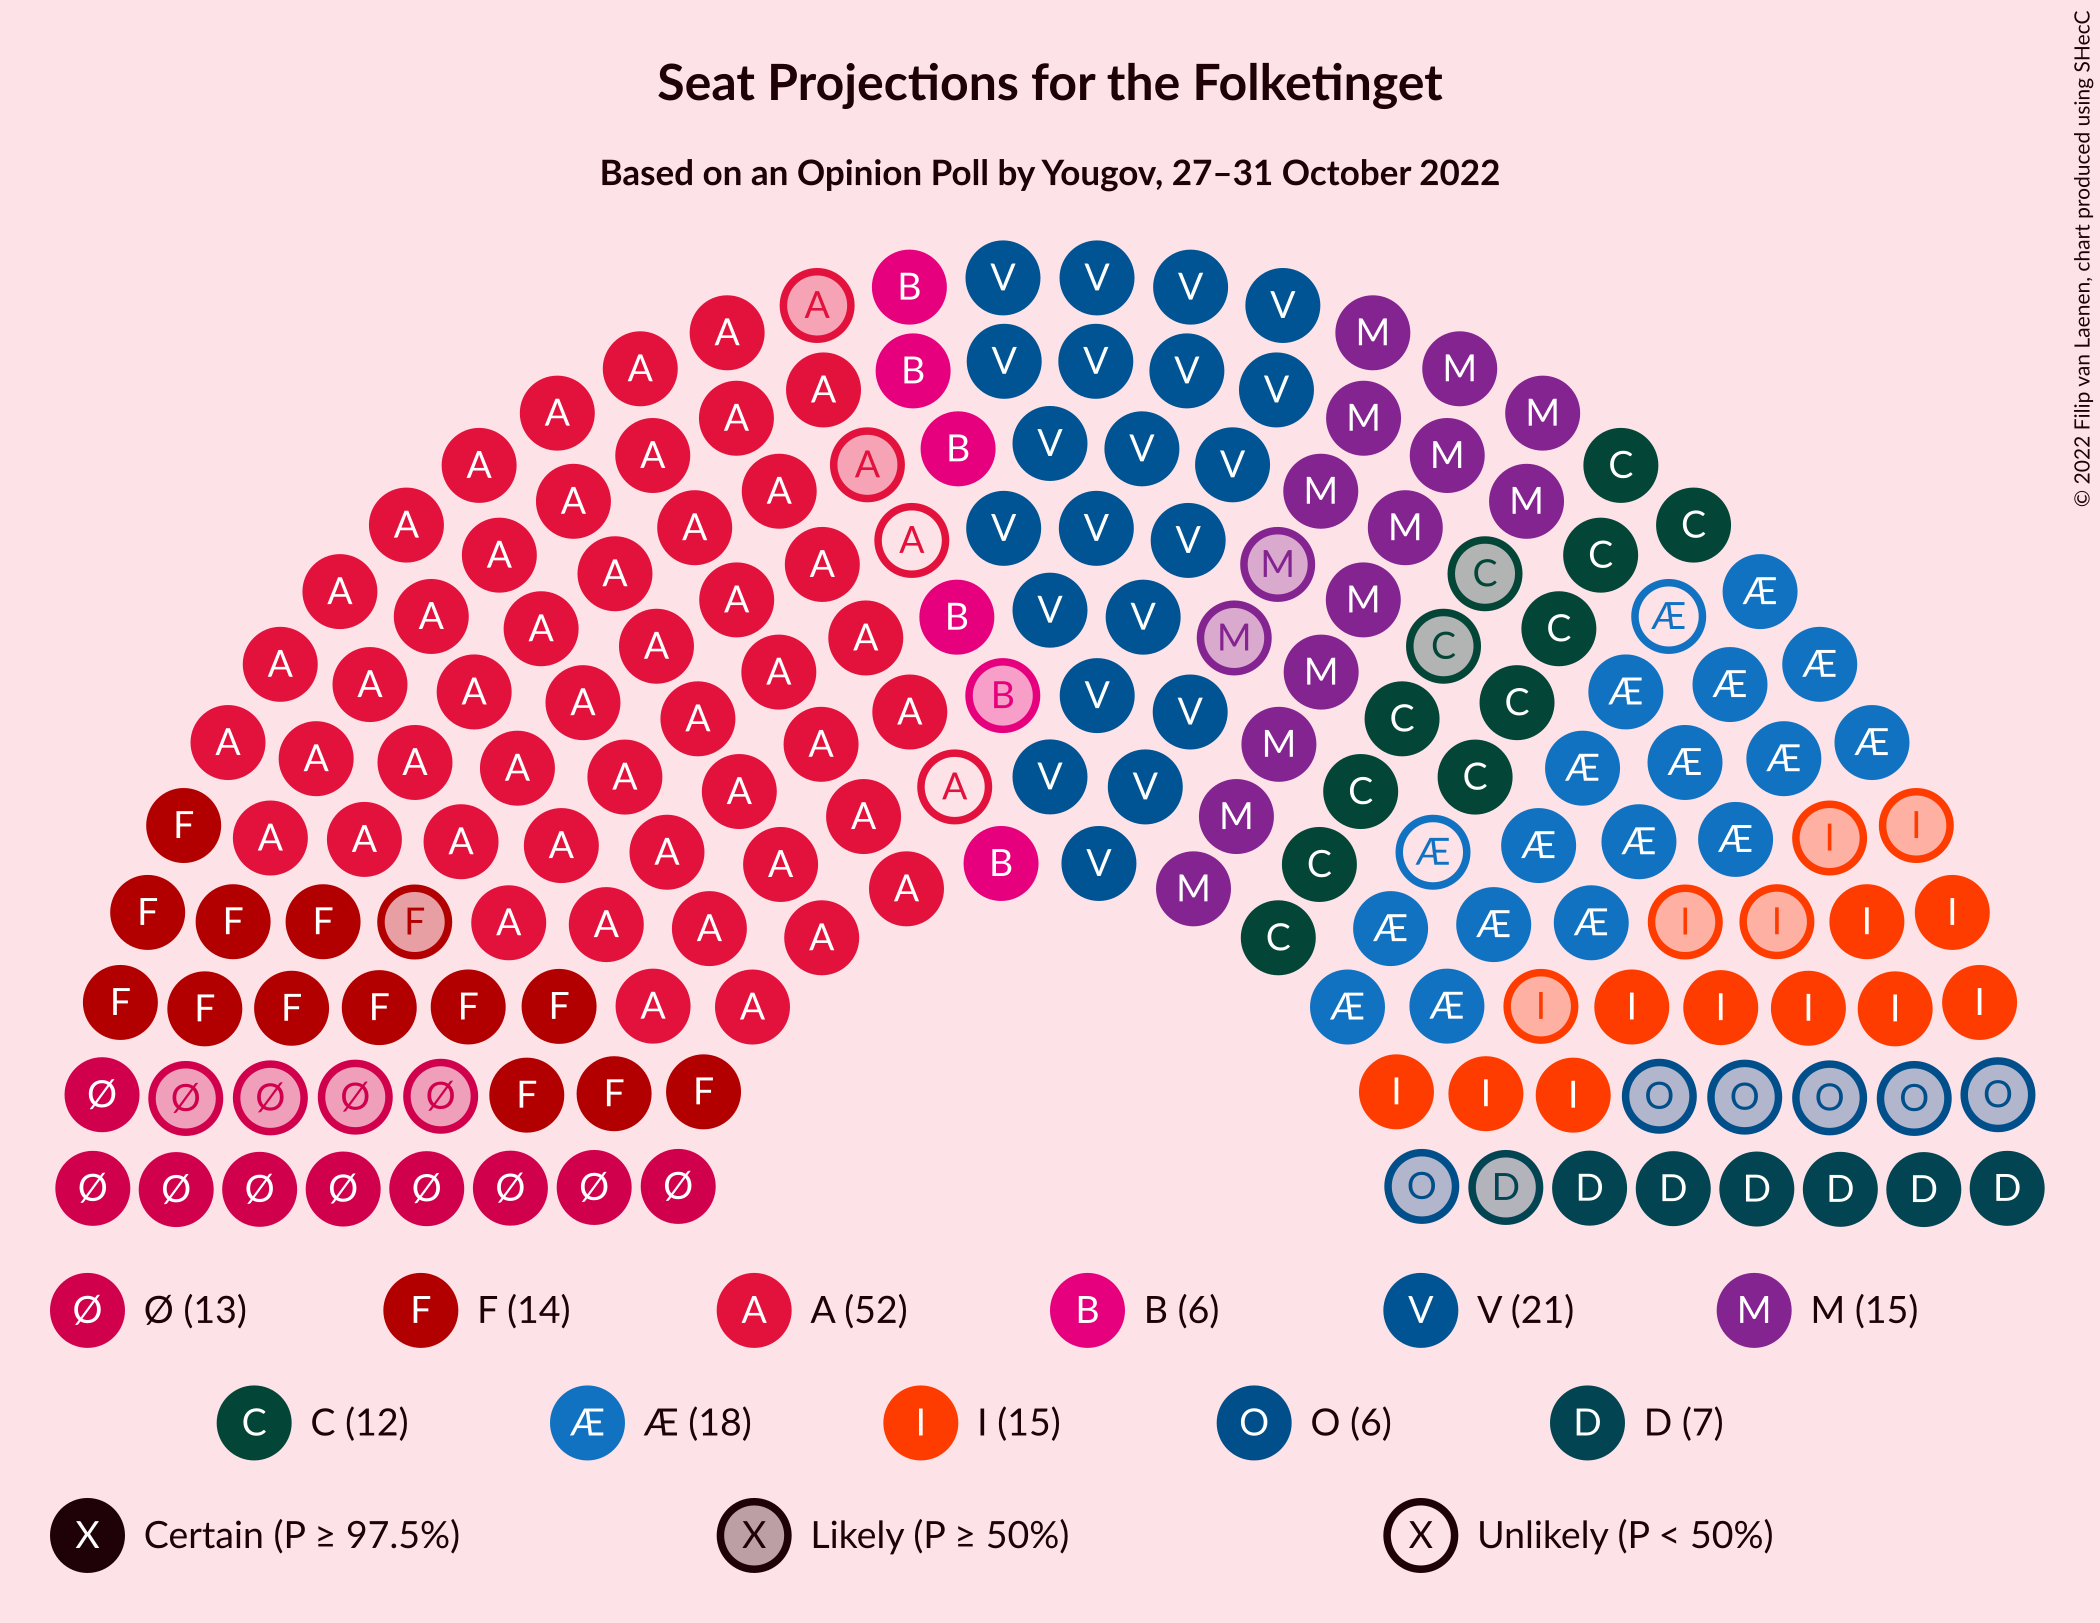 © 2022 Filip van Laenen, chart produced using SHecC
Seat Projections for the Folketinget
Based on an Opinion Poll by Yougov, 27–31 October 2022
A B V V V V
A M
A A B V V V V M
A A M M
A A A B V V V M C
A A M M
A A A V V V M C
A A A M C C
A A A A A B V V M M C Æ Æ
A A A A M C Æ Æ
A A A A B V V C C Æ
A A A A A M Æ Æ Æ Æ
A A A V V C C
F A A A A A A M Æ Æ Æ Æ I I
A B V C
A M
F F F F A A A A C Æ Æ Æ I I I I
F F F F F F A A Æ Æ I I I I I I
Ø Ø Ø Ø Ø F F F I I I O O O O O
Ø Ø Ø Ø Ø Ø Ø Ø O D D D D D D D
Ø Ø (13) F F (14) A A (52) B B (6) V V (21) M M (15)
C C (12) Æ Æ (18) I I (15) O O (6) D D (7)
X Certain (P ≥ 97.5%) X Likely (P ≥ 50%) X Unlikely (P < 50%)